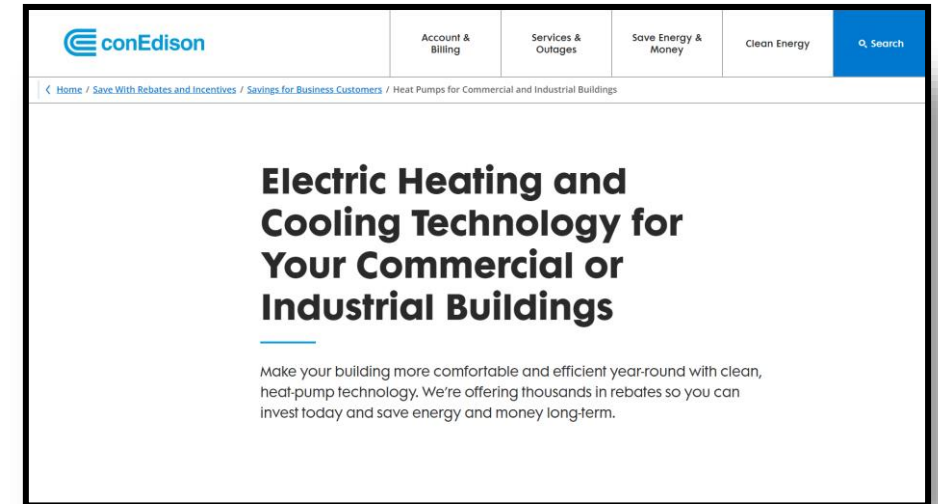 conEdison
Account &
Billing
Services &
Outages
Save Energy &
Money
Clean Energy
Search
Home / Save With Rebates and Incentives / Savings for Business Customers / Heat Pumps for Commercial and Industrial Buildings
Electric Heating and
Cooling Technology for
Your Commercial or
Industrial Buildings
Make your building more comfortable and efficient year-round with clean,
heat-pump technology. We're offering thousands in rebates so you can
invest today and save energy and money long-term.